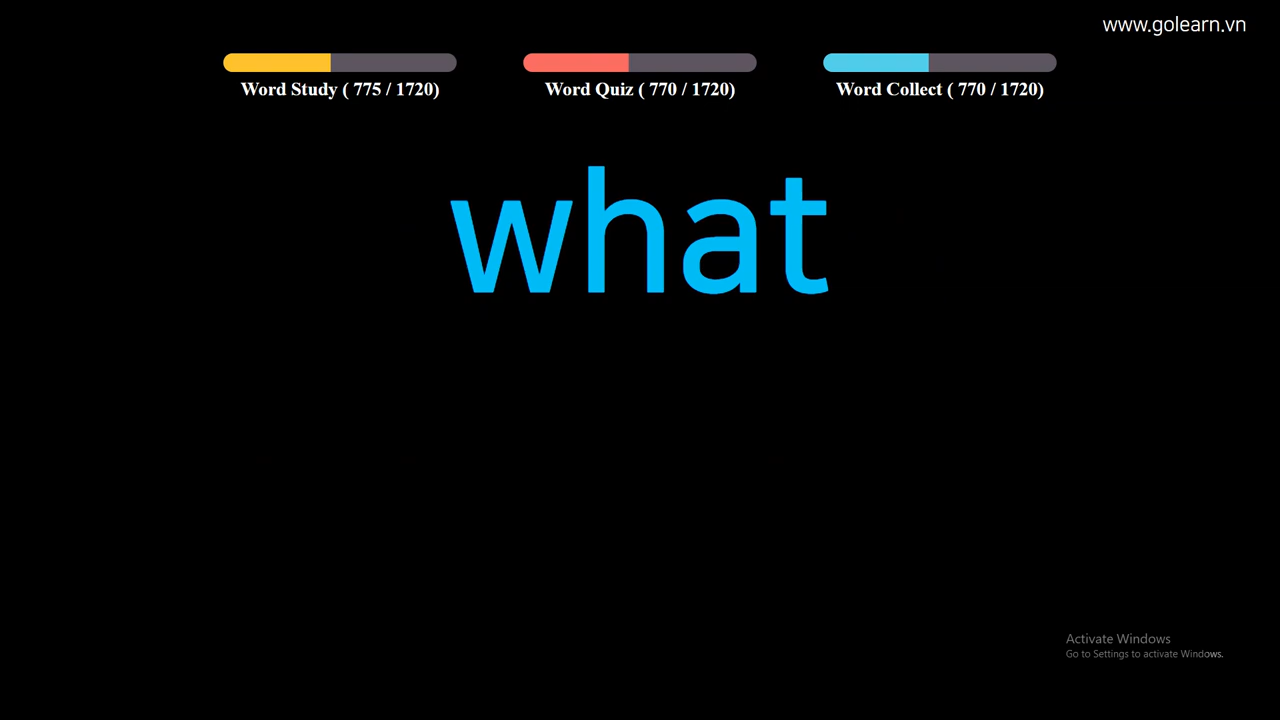 www.golearn.vn
Word Study ( 775 / 1720)
Word Quiz ( 770 / 1720)
Word Collect ( 770 / 1720)
what
Activate Windows
Go to Settings to activate Windows.